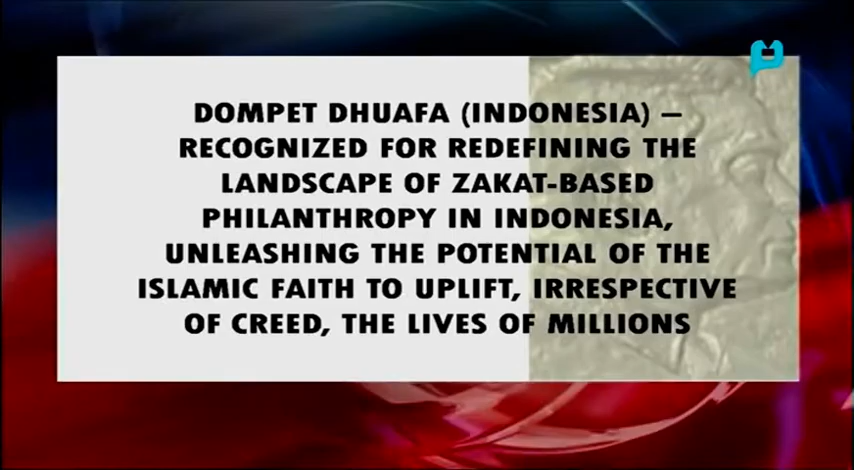 DOMPET DHUAFA (INDONESIA) –
RECOGNIZED FOR REDEFINING THE
LANDSCAPE OF ZAKAT-BASED
PHILANTHROPY IN INDONESIA,
UNLEASHING THE POTENTIAL OF THE
ISLAMIC FAITH TO UPLIFT, IRRESPECTIVE
OF CREED, THE LIVES OF MILLIONS